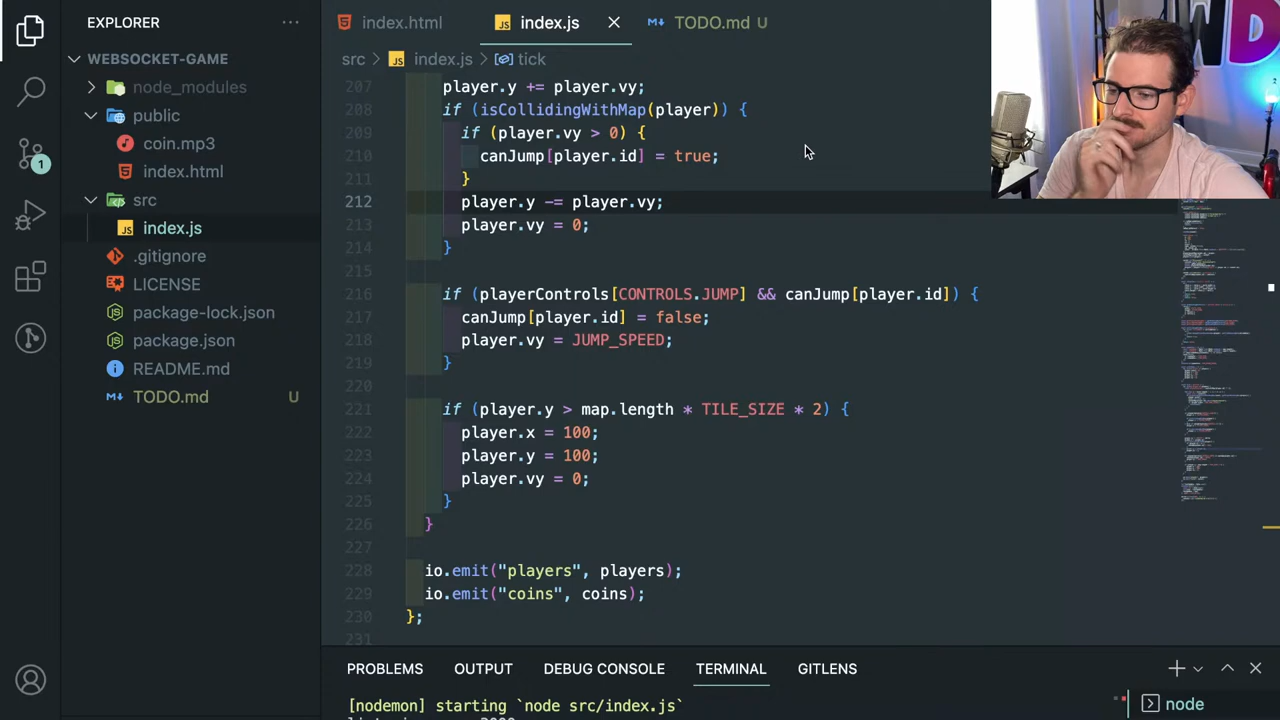 EXPLORER
WEBSOCKET-GAME
node_modules
public
coin.mp3
index.html
src
index.js
.gitignore
LICENSE
package-lock.json
package.json
README.md
TODO.md U
1
index.html
JS index.js
TODO.md U
src > JS index.js > tick
207 player.y += player.vy;
208 if (isCollidingWithMap(player)) {
209 if (player.vy > 0) {
210 canJump[player.id] = true;
211 }
212 player.y -= player.vy;
213 player.vy = 0;
214 }
215
216 if (playerControls[CONTROLS.JUMP] && canJump[player.id]) {
217 canJump[player.id] = false;
218 player.vy = JUMP_SPEED;
219 }
220
221 if (player.y > map.length * TILE_SIZE * 2) {
222 player.x = 100;
223 player.y = 100;
224 player.vy = 0;
225 }
226 }
227
228 io.emit("players", players);
229 io.emit("coins", coins);
230 };
231
PROBLEMS OUTPUT DEBUG CONSOLE TERMINAL GITLENS
[nodemon] starting `node src/index.js`
node